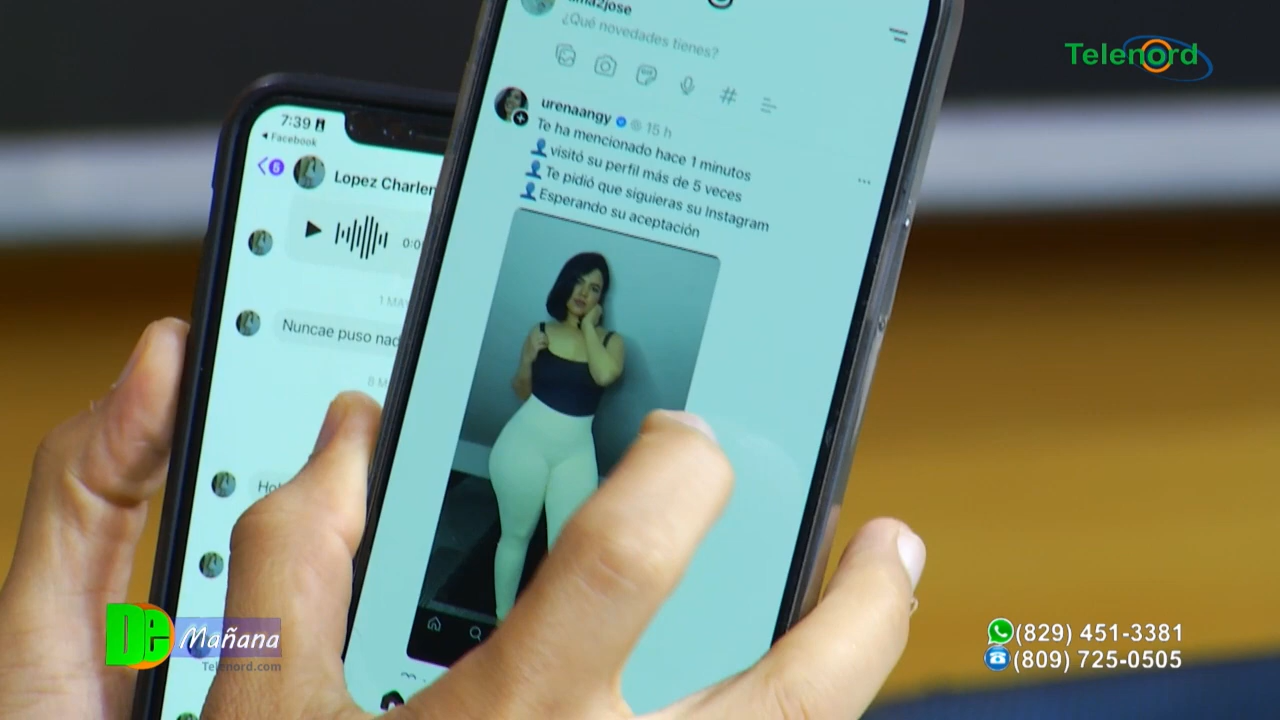 Telenord
¿Qué novedades tienes?
urenaangy 15 h
Te ha mencionado hace 1 minutos
visitó su perfil más de 5 veces
Te pidió que siguieras su Instagram
Esperando su aceptación
7:39
Facebook
Lopez Charlen
Nuncae puso nad
De Mañana
Telenord.com
(829) 451-3381
(809) 725-0505